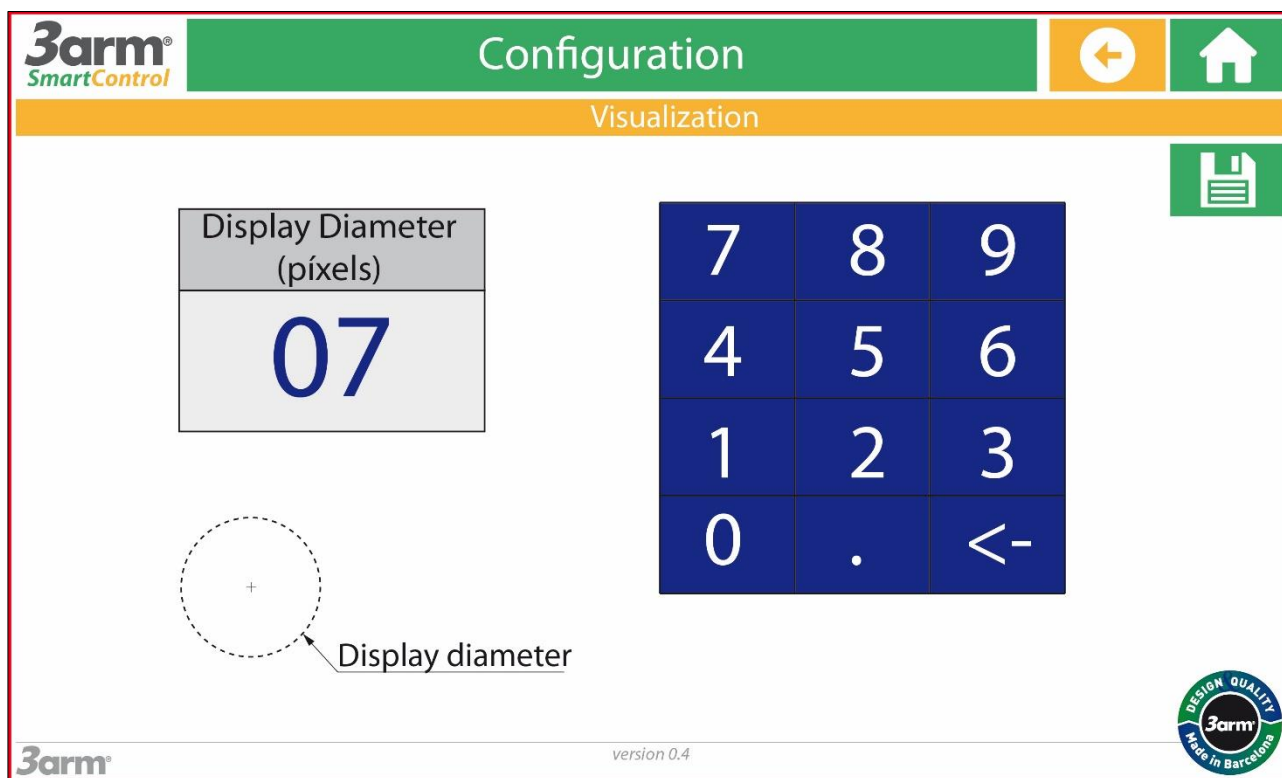 3arm®
SmartControl
Configuration
Visualization
Display Diameter
(píxels)
07
7 8 9
4 5 6
1 2 3
0 . <-
Display diameter
DESIGN QUALITY
3arm®
Made in Barcelona
3arm®
version 0.4